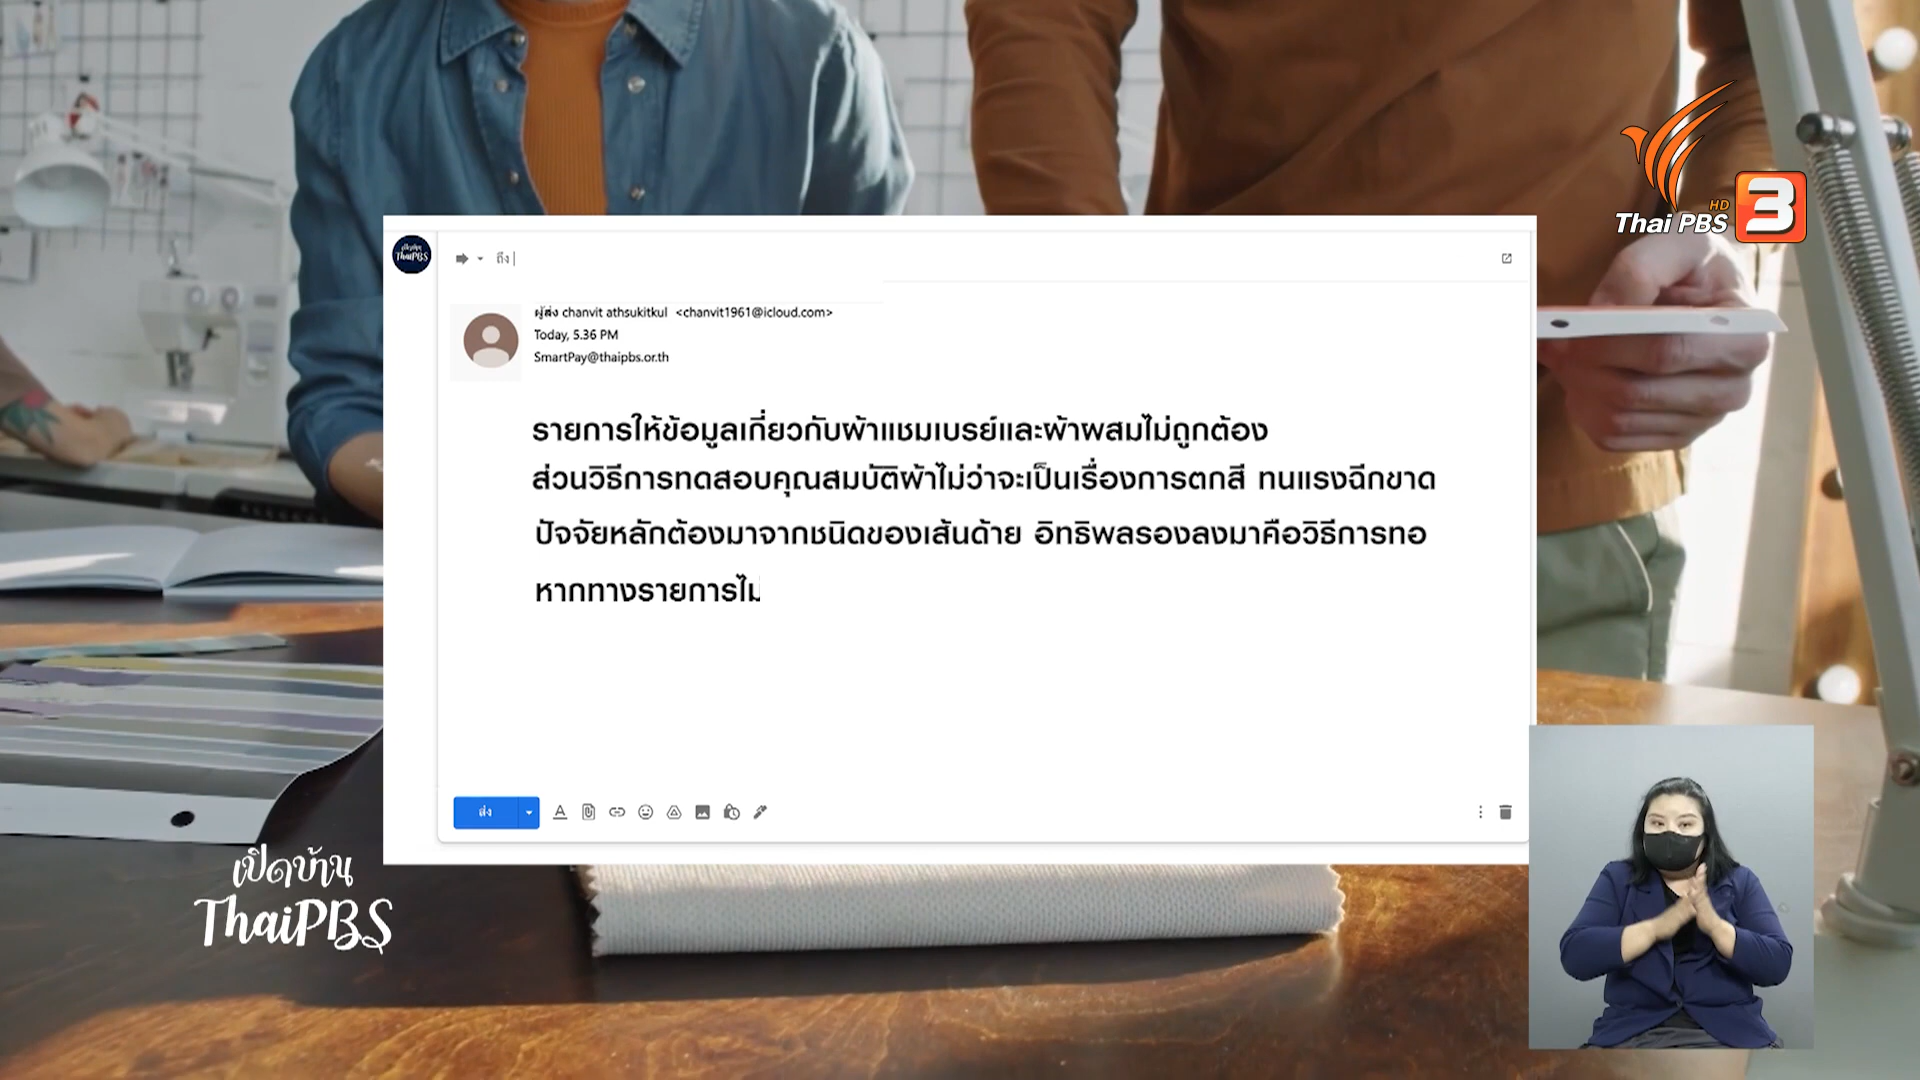 HD
Thai PBS 3
เปิดบ้าน
ThaiPBS
ถึง
ผู้ส่ง chanvit athsukitkul <chanvit1961@icloud.com>
Today, 5.36 PM
SmartPay@thaipbs.or.th
รายการให้ข้อมูลเกี่ยวกับผ้าแชมเบรย์และผ้าผสมไม่ถูกต้อง
ส่วนวิธีการทดสอบคุณสมบัติผ้าไม่ว่าจะเป็นเรื่องการตกสี ทนแรงฉีกขาด
ปัจจัยหลักต้องมาจากชนิดของเส้นด้าย อิทธิพลรองลงมาคือวิธีการทอ
หากทางรายการไม่
ส่ง
เปิดบ้าน
ThaiPBS